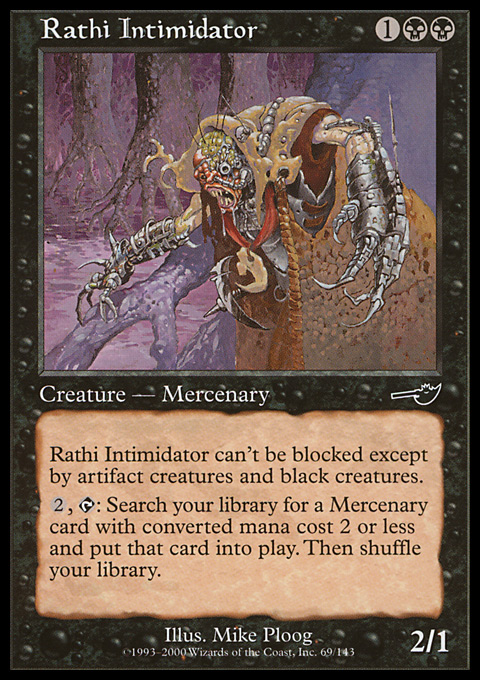 Rathi Intimidator 1
Creature — Mercenary
Rathi Intimidator can't be blocked except
by artifact creatures and black creatures.
2, : Search your library for a Mercenary
card with converted mana cost 2 or less
and put that card into play. Then shuffle
your library.
Illus. Mike Ploog
©1993–2000 Wizards of the Coast, Inc. 69/143
2/1